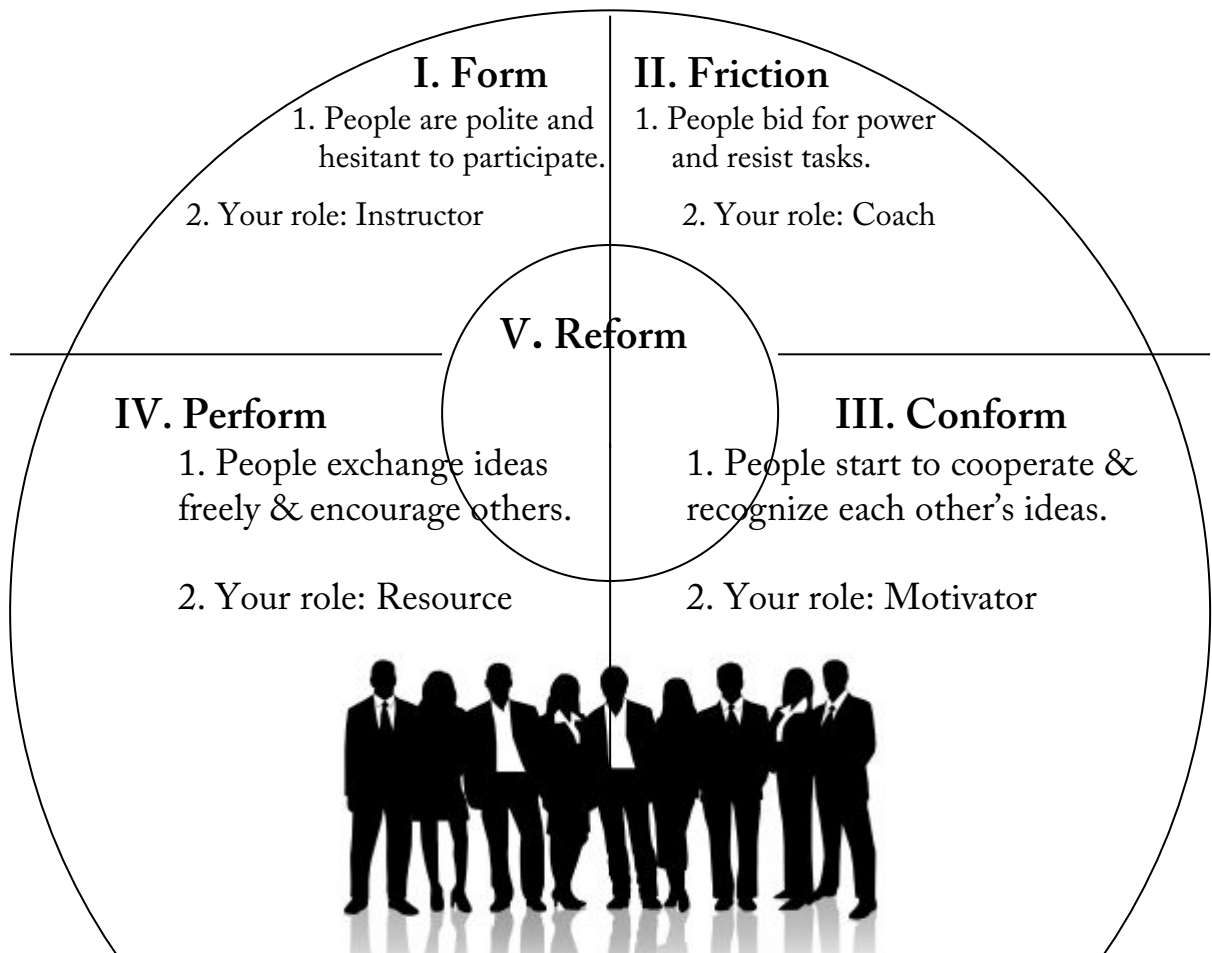 I. Form
1. People are polite and
hesitant to participate.
2. Your role: Instructor
II. Friction
1. People bid for power
and resist tasks.
2. Your role: Coach
V. Reform
IV. Perform
1. People exchange ideas
freely & encourage others.
2. Your role: Resource
III. Conform
1. People start to cooperate &
recognize each other’s ideas.
2. Your role: Motivator